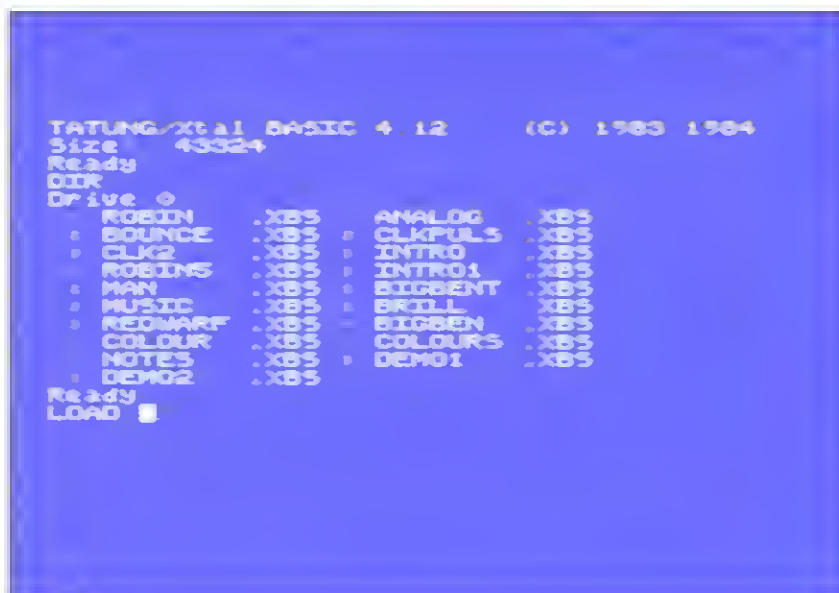 TATUNG/Xtal BASIC 4.12 (C) 1983 1984
Size 43324
Ready
DIR
Drive 0
ROBIN .XBS ANALOG .XBS
BOUNCE .XBS CLKPULS .XBS
CLK2 .XBS INTRO .XBS
ROBINS .XBS INTRO1 .XBS
MAN .XBS BIGBENT .XBS
MUSIC .XBS BRILL .XBS
REDWARF .XBS BIGBEN .XBS
COLOUR .XBS COLOURS .XBS
NOTES .XBS DEMO1 .XBS
DEMO2 .XBS
Ready
LOAD